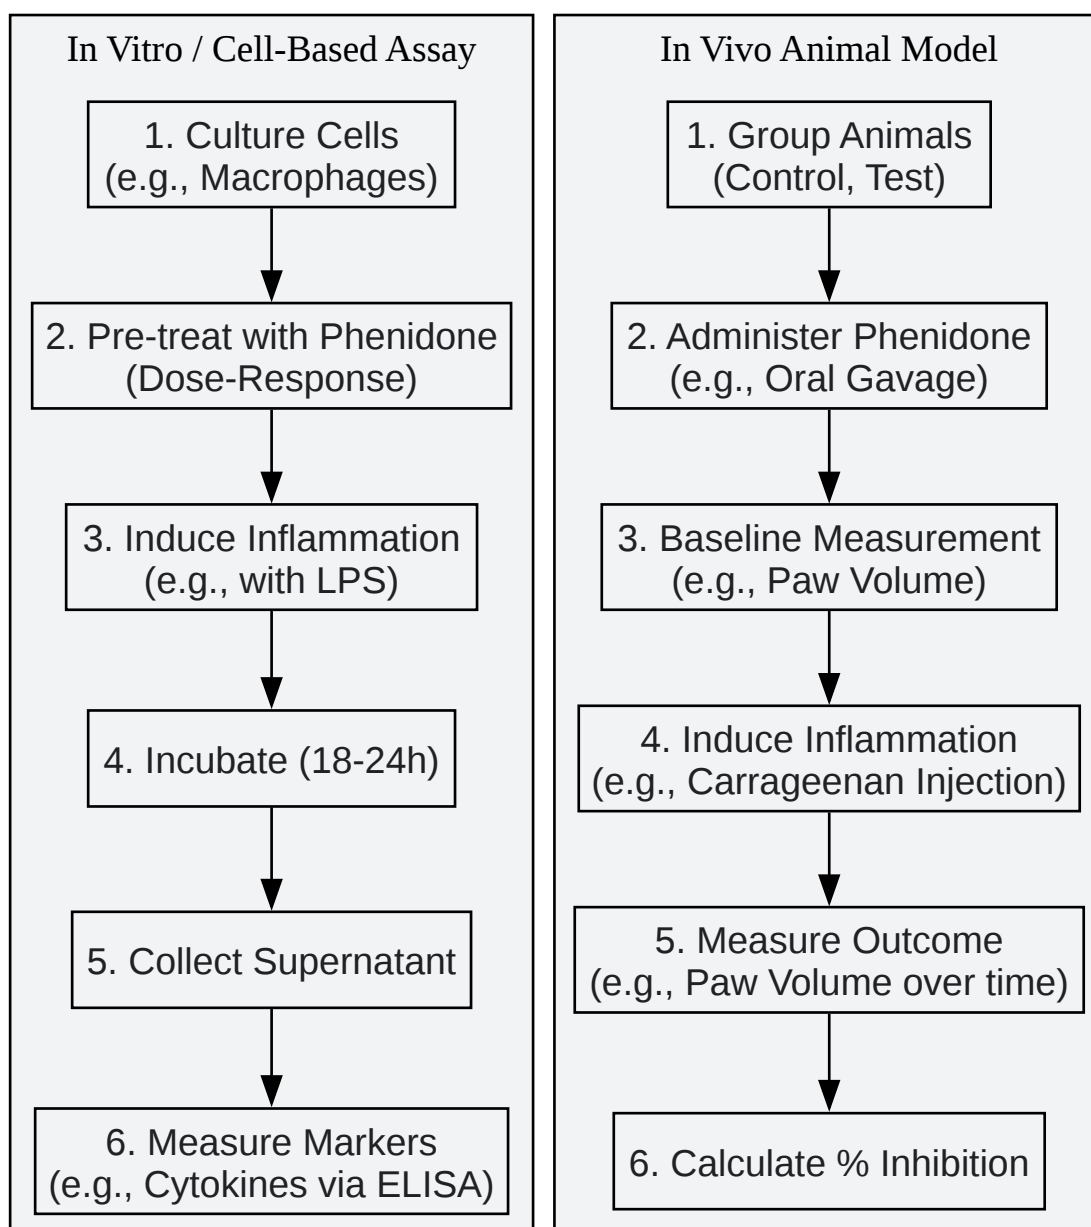 In Vitro / Cell-Based Assay
1. Culture Cells
(e.g., Macrophages)
2. Pre-treat with Phenidone
(Dose-Response)
3. Induce Inflammation
(e.g., with LPS)
4. Incubate (18-24h)
5. Collect Supernatant
6. Measure Markers
(e.g., Cytokines via ELISA)
In Vivo Animal Model
1. Group Animals
(Control, Test)
2. Administer Phenidone
(e.g., Oral Gavage)
3. Baseline Measurement
(e.g., Paw Volume)
4. Induce Inflammation
(e.g., Carrageenan Injection)
5. Measure Outcome
(e.g., Paw Volume over time)
6. Calculate % Inhibition